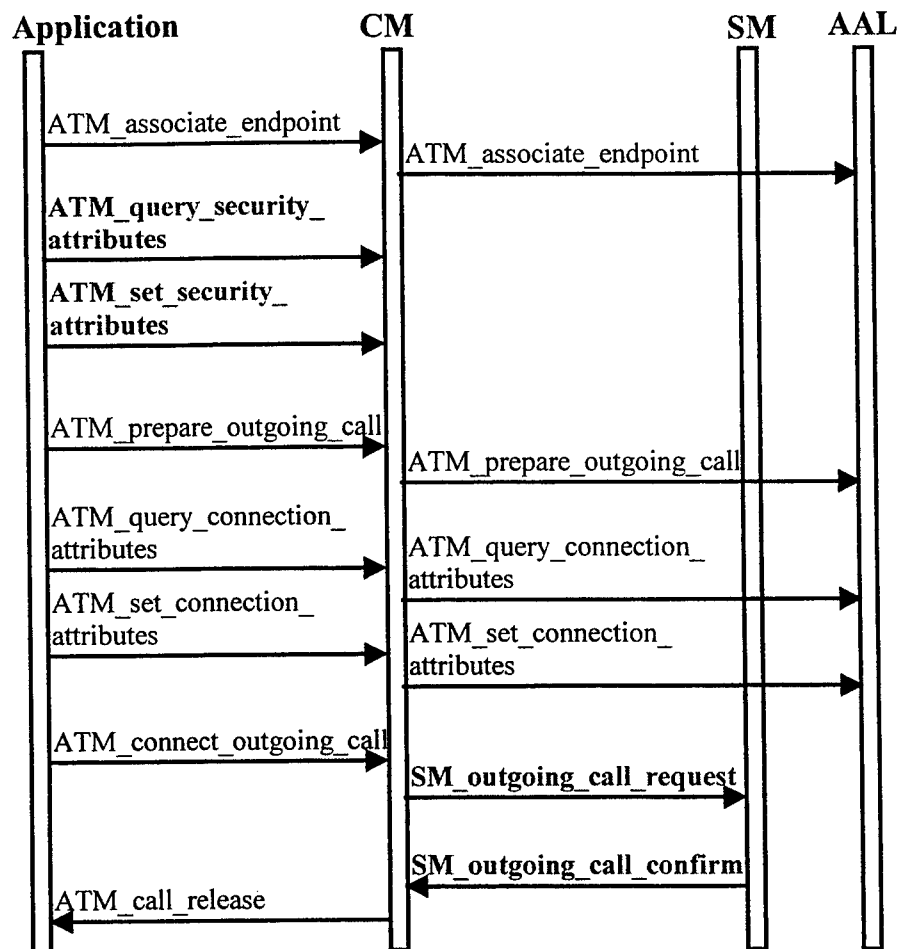 Application CM SM AAL
ATM_associate_endpoint
ATM_associate_endpoint
ATM_query_security_
attributes
ATM_set_security_
attributes
ATM_prepare_outgoing_call
ATM_prepare_outgoing_call
ATM_query_connection_
attributes
ATM_query_connection_
attributes
ATM_set_connection_
attributes
ATM_set_connection_
attributes
ATM_connect_outgoing_call
SM_outgoing_call_request
SM_outgoing_call_confirm
ATM_call_release